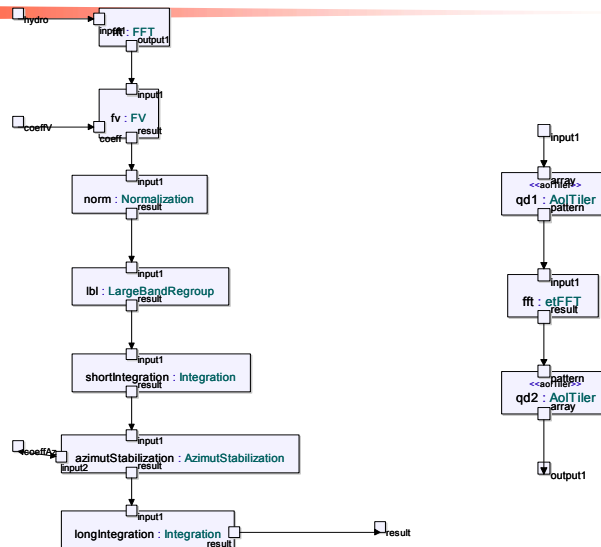 hydro
input1
fft : FFT
output1
input1
fv : FV
coeffV
coeff
result
input1
norm : Normalization
result
input1
lbl : LargeBandRegroup
result
input1
shortIntegration : Integration
result
input1
coeffAz
azimutStabilization : AzimutStabilization
input2
result
input1
longIntegration : Integration
result
result
input1
array
<<aolTiler>>
qd1 : AolTiler
pattern
input1
fft : etFFT
result
pattern
<<aolTiler>>
qd2 : AolTiler
array
output1